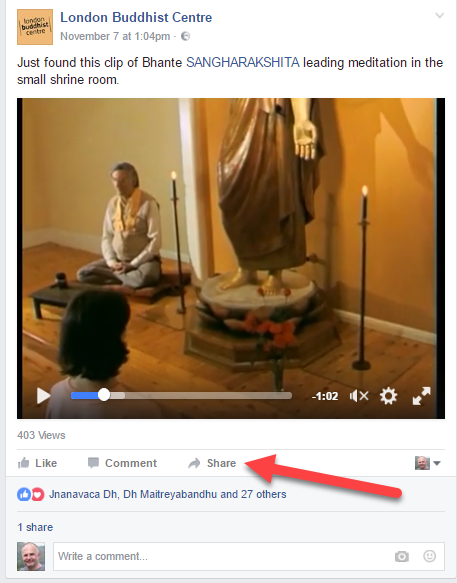 london
buddhist
centre
London Buddhist Centre
November 7 at 1:04pm ·
Just found this clip of Bhante SANGHARAKSHITA leading meditation in the
small shrine room.
-1:02
403 Views
Like Comment Share
Jnanavaca Dh, Dh Maitreyabandhu and 27 others
1 share
Write a comment...